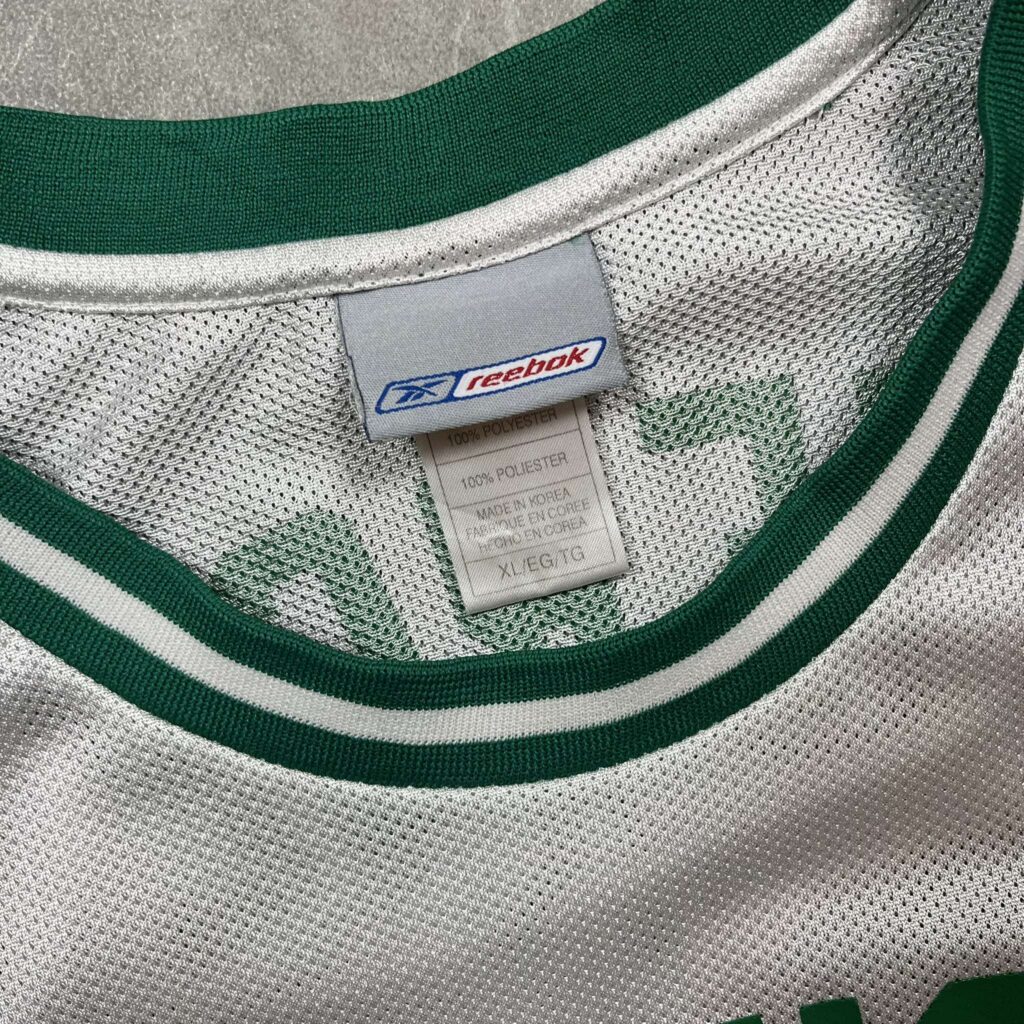 reebok
100% POLYESTER
100% POLIESTER
MADE IN KOREA
FABRIQUE EN COREE
HECHO EN COREA
XL/EG/TG